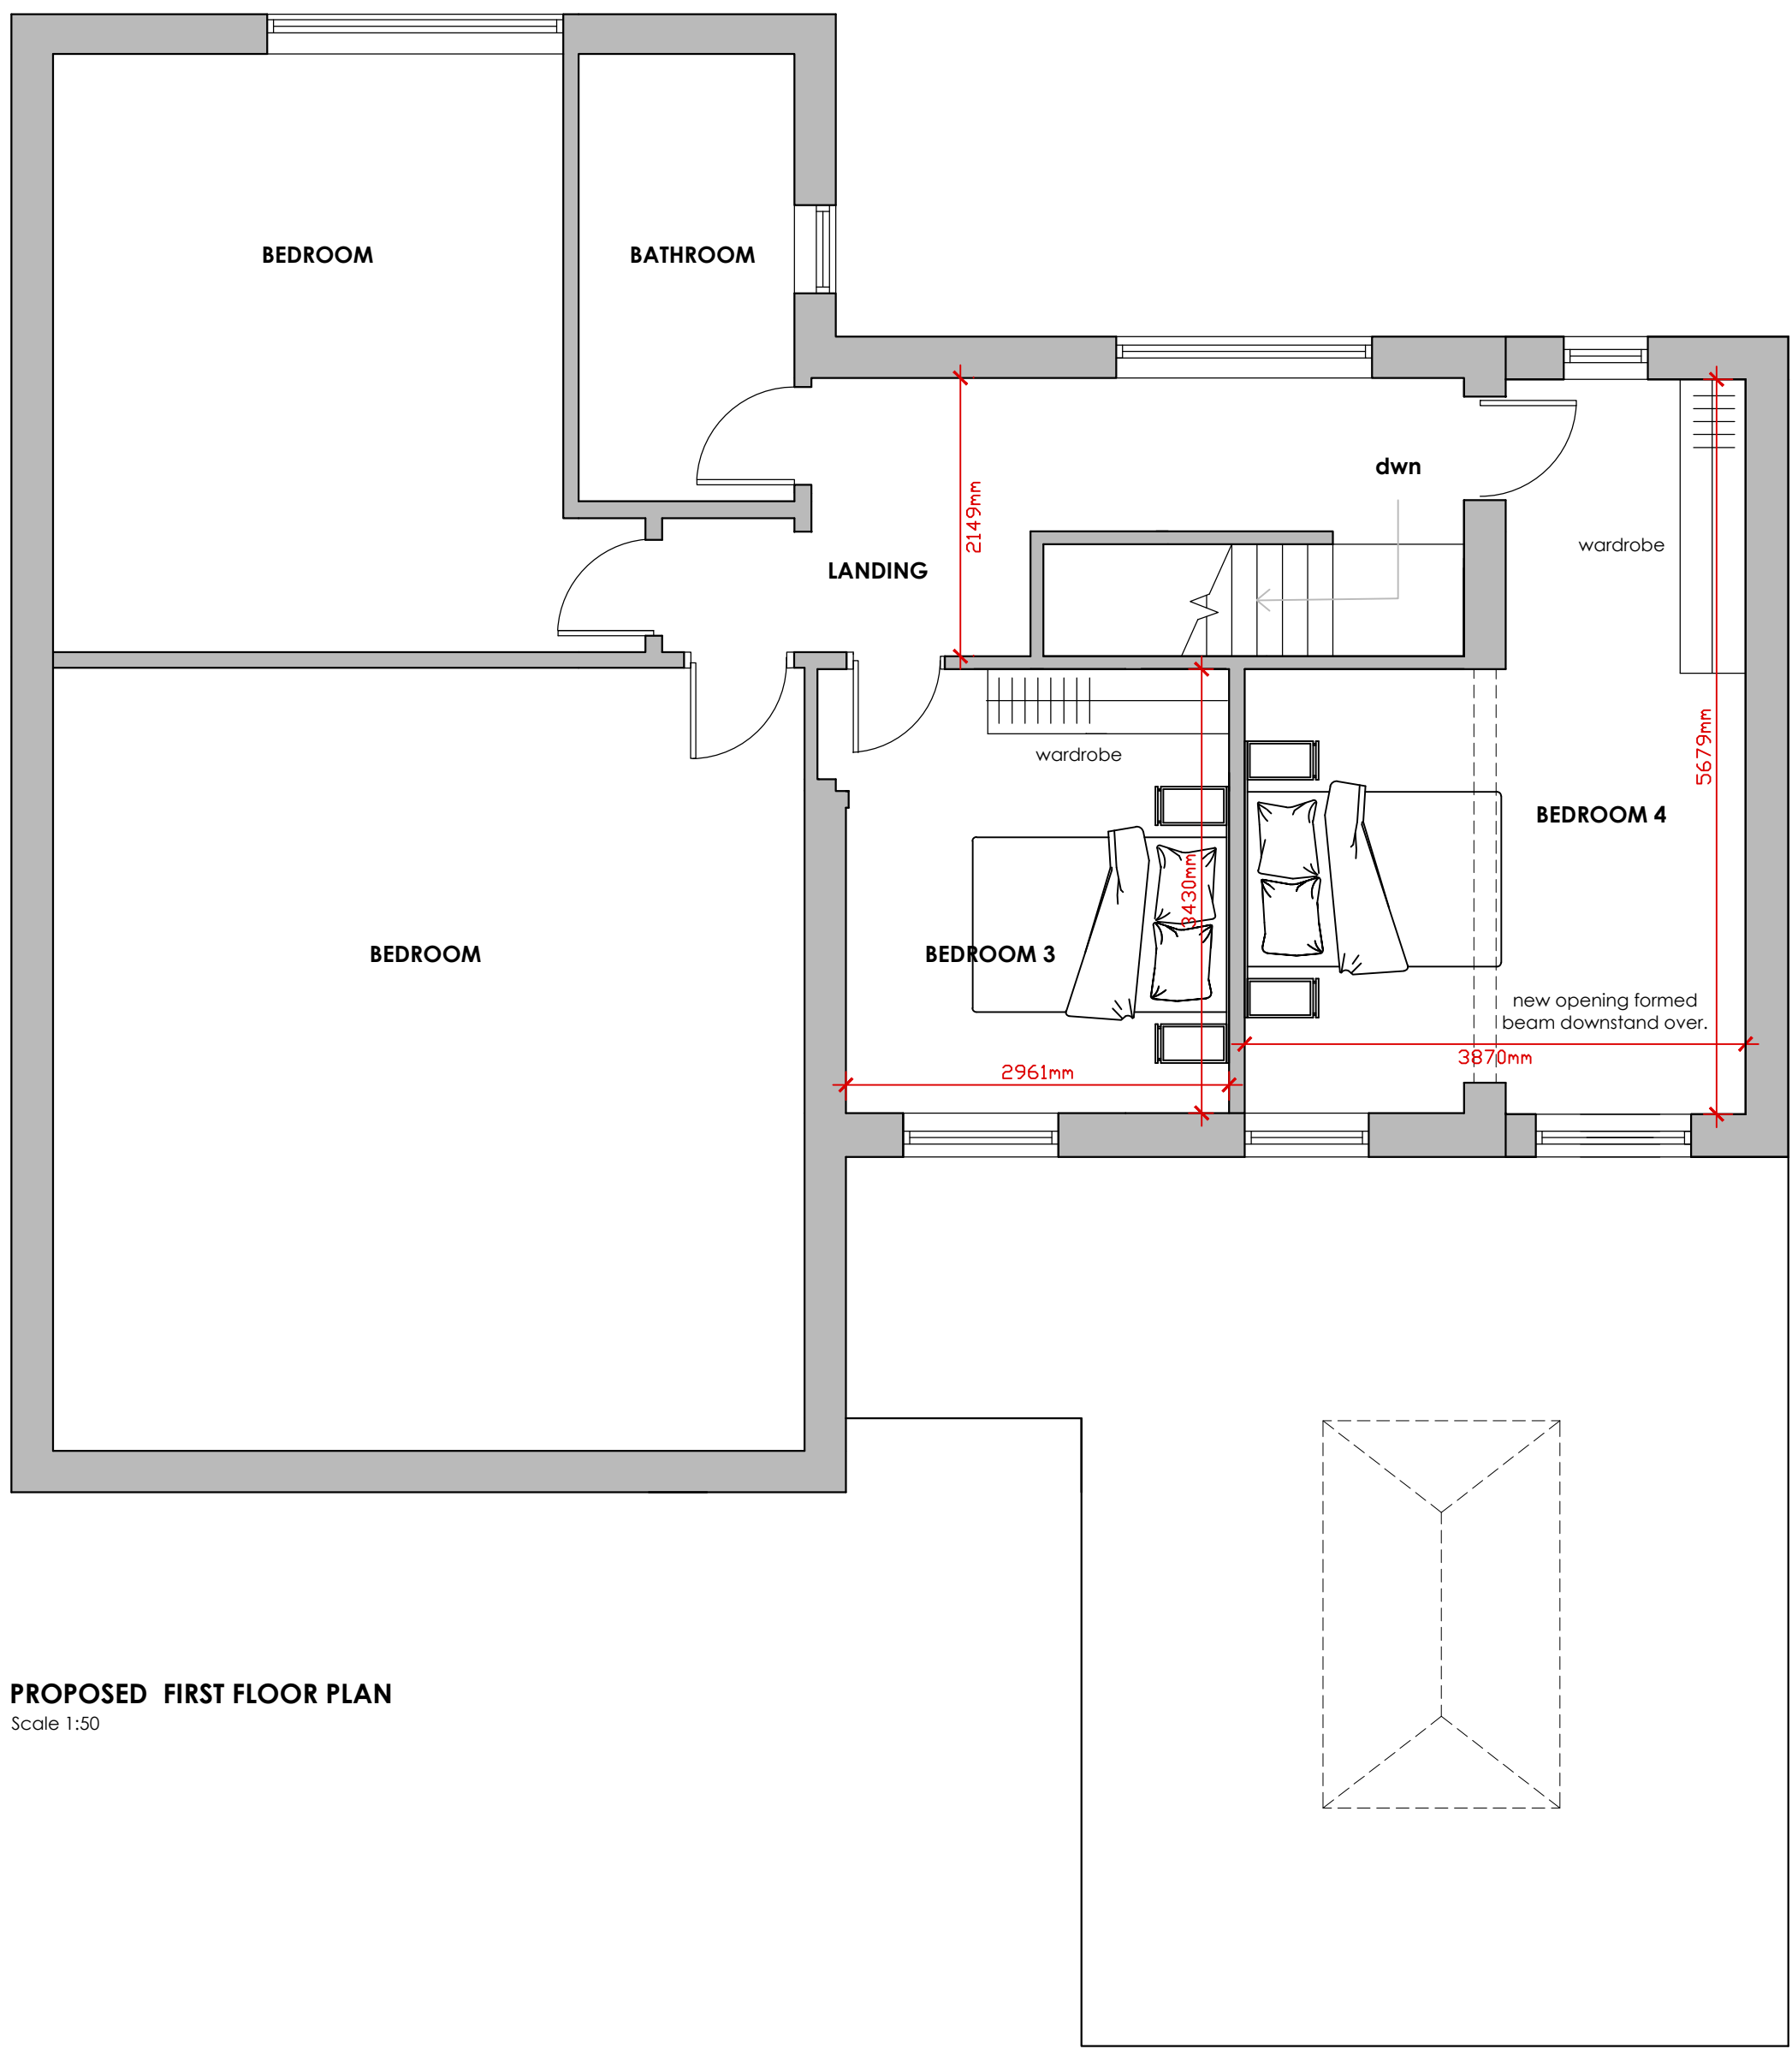 BEDROOM
BATHROOM
dwn
2149mm
wardrobe
LANDING
wardrobe
5679mm
BEDROOM 4
3430mm
BEDROOM
BEDROOM 3
new opening formed
beam downstand over.
3870mm
2961mm
PROPOSED FIRST FLOOR PLAN
Scale 1:50